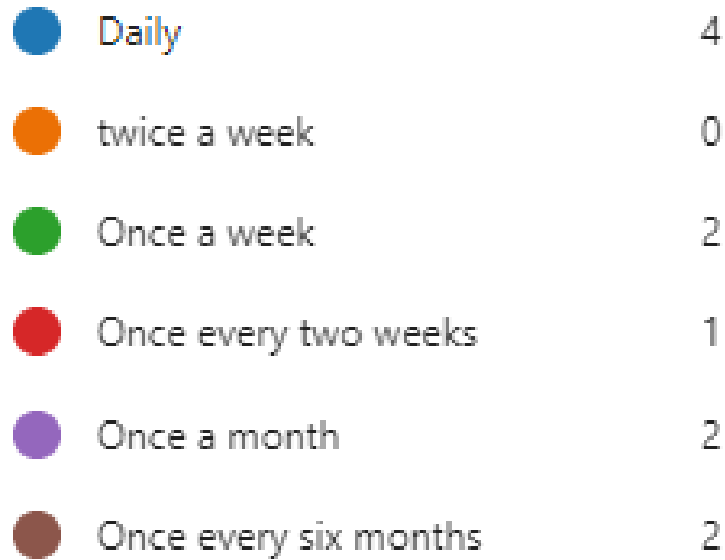 Daily 4
twice a week 0
Once a week 2
Once every two weeks 1
Once a month 2
Once every six months 2